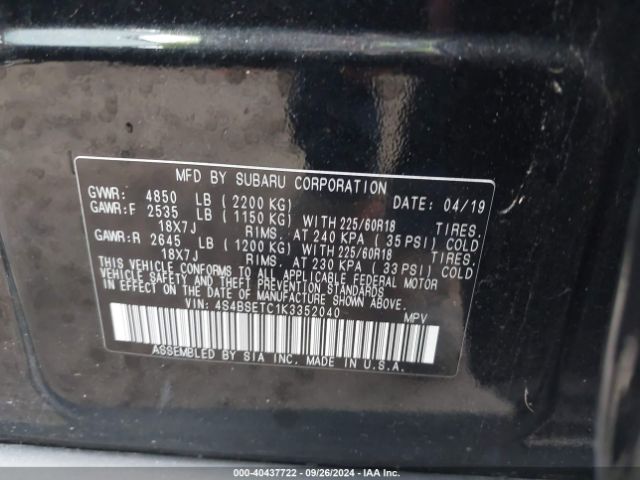 MFD BY SUBARU CORPORATION
GVWR: 4850 LB (2200 KG) DATE: 04/19
GAWR:F 2535 LB (1150 KG) WITH 225/60R18 TIRES.
18X7J RIMS. AT 240 KPA (35 PSI) COLD
GAWR:R 2645 LB (1200 KG) WITH 225/60R18 TIRES.
18X7J RIMS. AT 230 KPA (33 PSI) COLD
THIS VEHICLE CONFORMS TO ALL APPLICABLE FEDERAL MOTOR
VEHICLE SAFETY AND THEFT PREVENTION STANDARDS
IN EFFECT ON THE DATE OF MANUFACTURE SHOWN ABOVE.
VIN: 4S4BSETC1K3352040 MPV
ASSEMBLED BY SIA INC. MADE IN U.S.A.
000-40437722 - 09/26/2024 - IAA Inc.